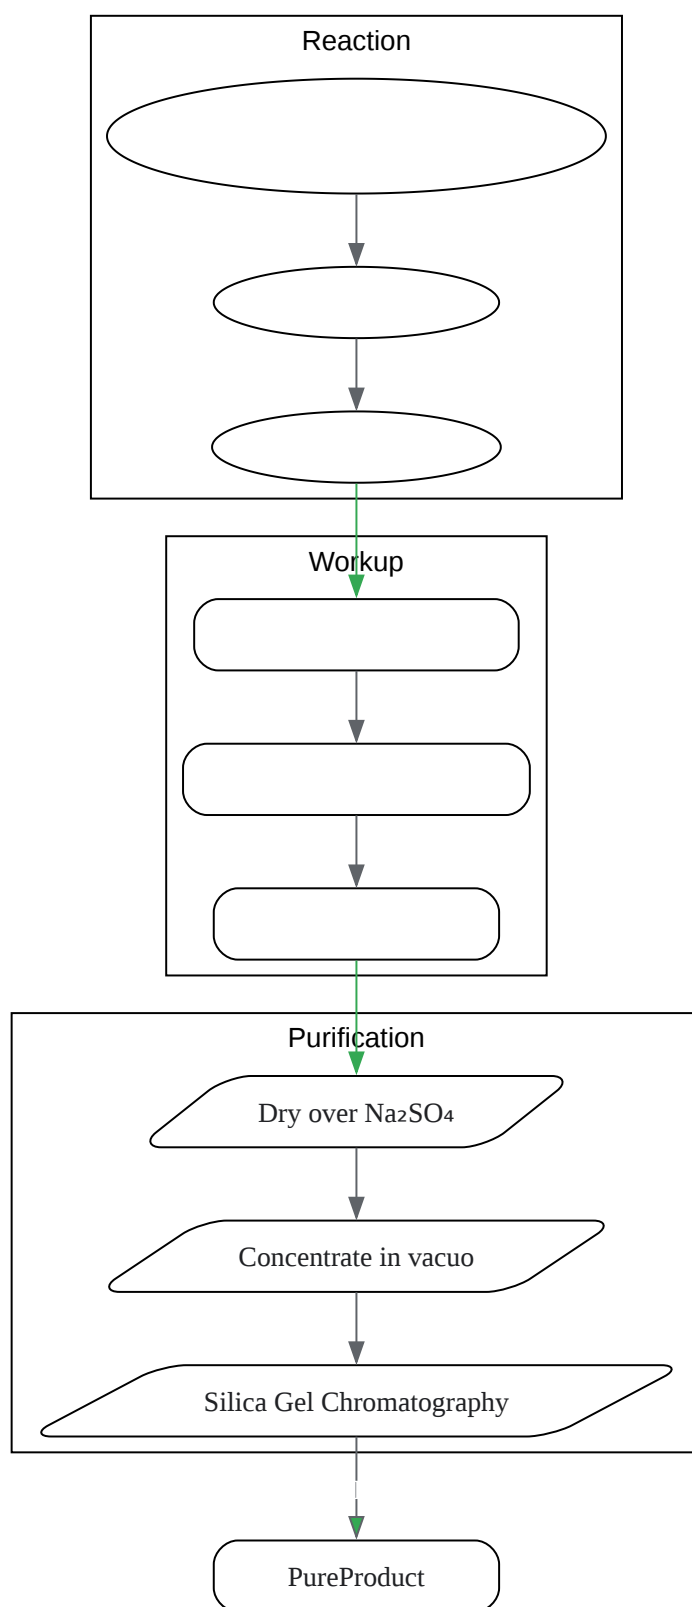 Reaction
Workup
Purification
Dry over Na₂SO₄
Concentrate in vacuo
Silica Gel Chromatography
PureProduct